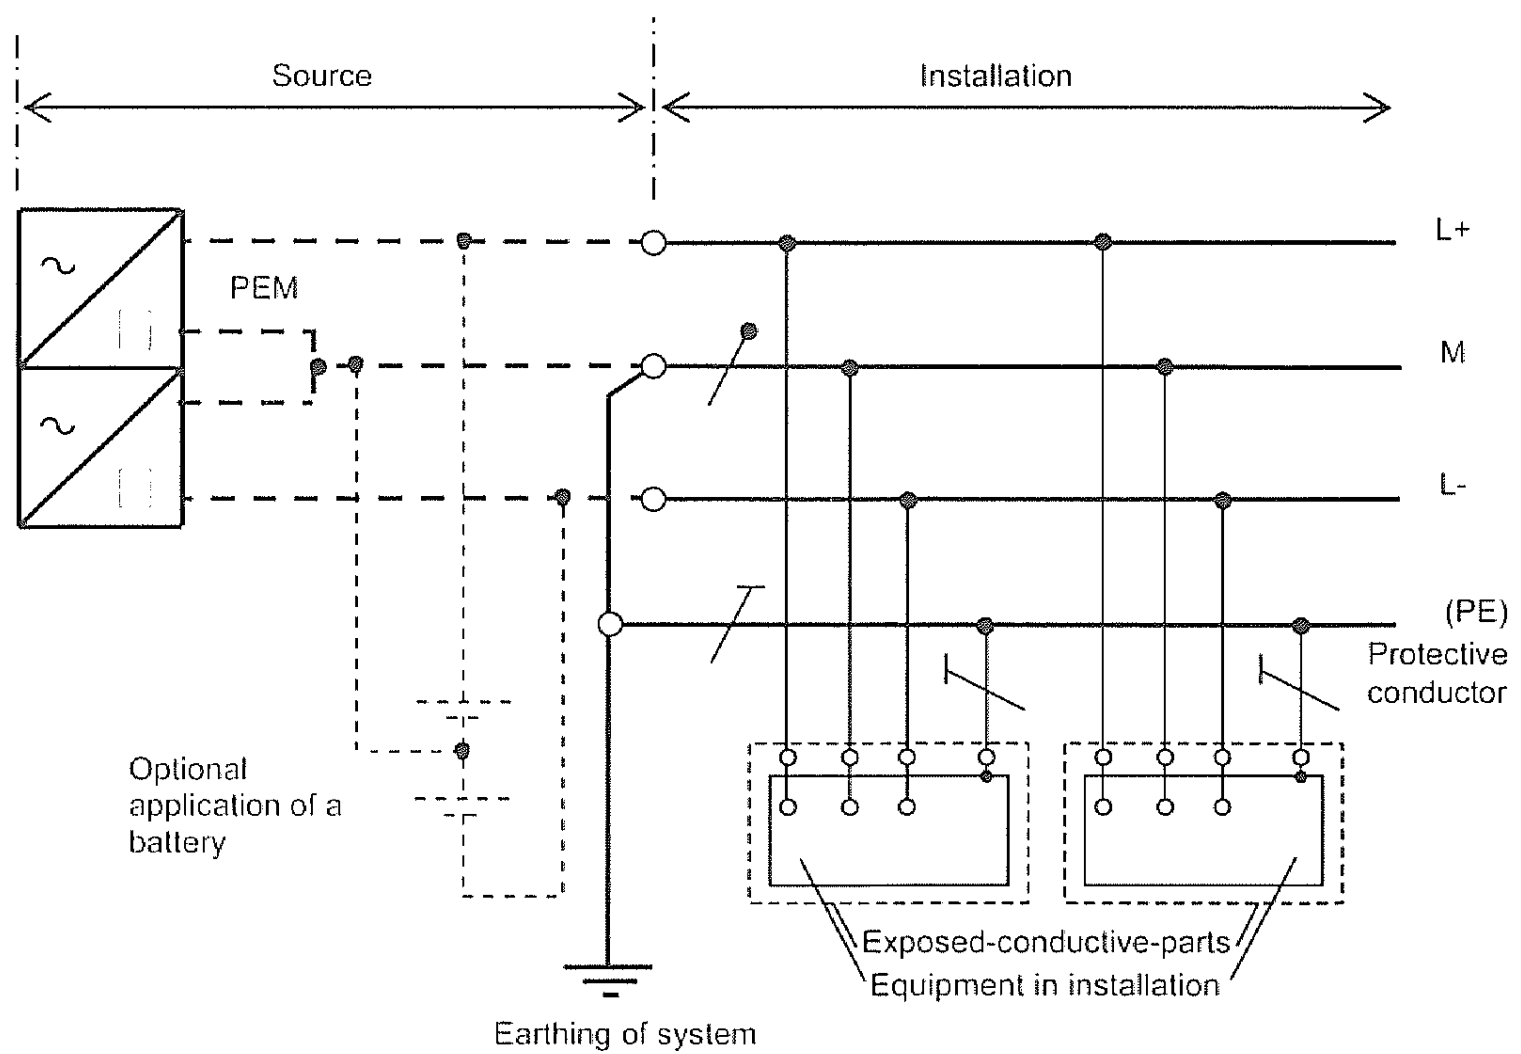 Source
Installation
L+
PEM
M
L-
(PE)
Protective
conductor
Optional
application of a
battery
Exposed-conductive-parts
Equipment in installation
Earthing of system